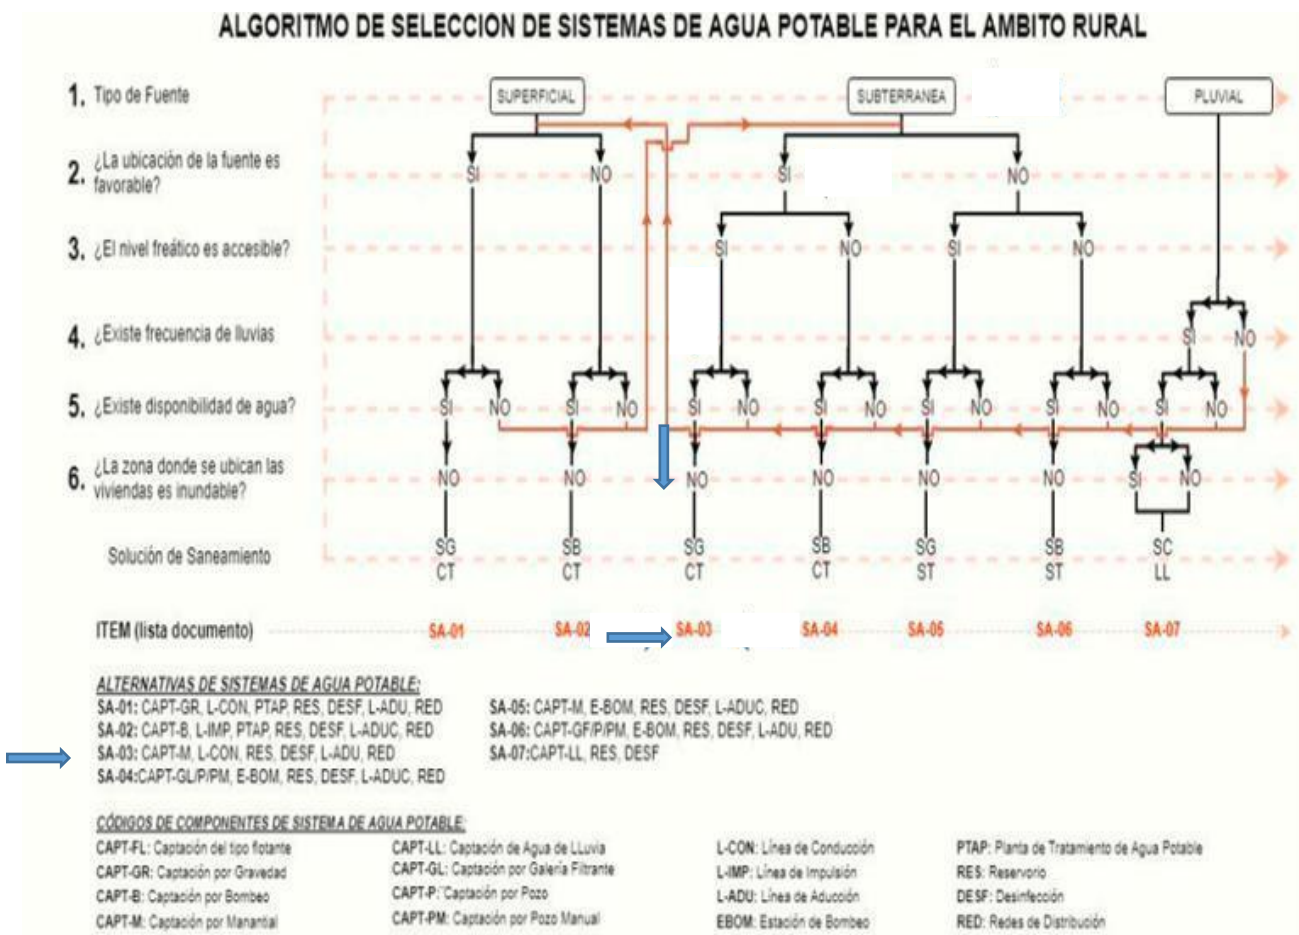 ALGORITMO DE SELECCION DE SISTEMAS DE AGUA POTABLE PARA EL AMBITO RURAL
1. Tipo de Fuente
SUPERFICIAL SUBTERRANEA PLUVIAL
2. ¿La ubicación de la fuente es favorable?
SI NO SI NO
3. ¿El nivel freático es accesible?
SI NO SI NO
4. ¿Existe frecuencia de lluvias
SI NO
5. ¿Existe disponibilidad de agua?
SI NO SI NO SI NO SI NO SI NO SI NO SI NO
6. ¿La zona donde se ubican las viviendas es inundable?
NO NO NO NO NO NO SI NO
Solución de Saneamiento
SG SB SG SB SG SB SC
CT CT CT CT ST ST LL
ITEM (lista documento) SA-01 SA-02 SA-03 SA-04 SA-05 SA-06 SA-07
ALTERNATIVAS DE SISTEMAS DE AGUA POTABLE:
SA-01: CAPT-GR, L-CON, PTAP, RES, DESF, L-ADU, RED
SA-02: CAPT-B, L-IMP, PTAP, RES, DESF, L-ADUC, RED
SA-03: CAPT-M, L-CON, RES, DESF, L-ADU, RED
SA-04:CAPT-GL/P/PM, E-BOM, RES, DESF, L-ADUC, RED
SA-05: CAPT-M, E-BOM, RES, DESF, L-ADUC, RED
SA-06: CAPT-GF/P/PM, E-BOM, RES, DESF, L-ADU, RED
SA-07:CAPT-LL, RES, DESF
CÓDIGOS DE COMPONENTES DE SISTEMA DE AGUA POTABLE:
CAPT-FL: Captación del tipo flotante
CAPT-GR: Captación por Gravedad
CAPT-B: Captación por Bombeo
CAPT-M: Captación por Manantial
CAPT-LL: Captación de Agua de LLuvia
CAPT-GL: Captación por Galería Filtrante
CAPT-P: Captación por Pozo
CAPT-PM: Captación por Pozo Manual
L-CON: Línea de Conducción
L-IMP: Línea de Impulsión
L-ADU: Línea de Aducción
EBOM: Estación de Bombeo
PTAP: Planta de Tratamiento de Agua Potable
RES: Reservorio
DESF: Desinfección
RED: Redes de Distribución